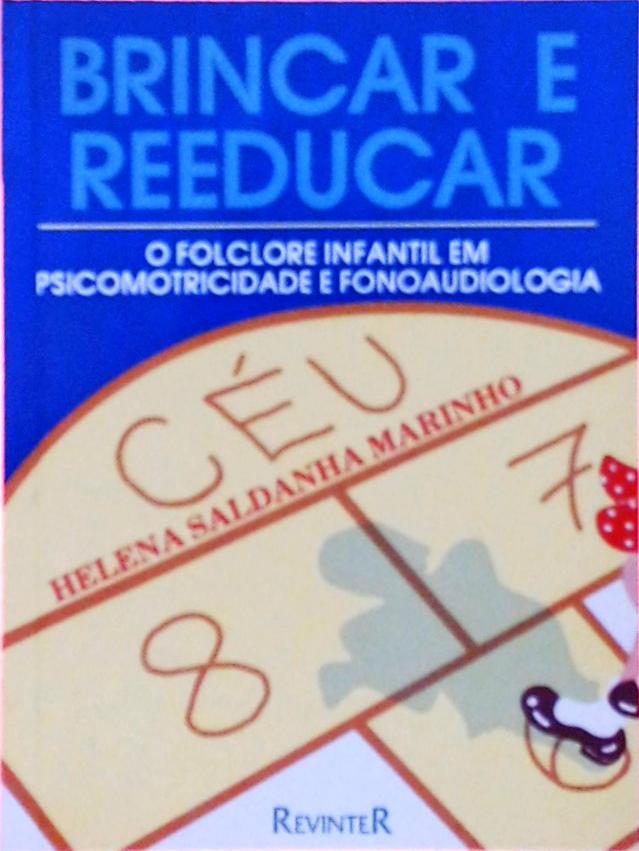 BRINCAR E
REEDUCAR
O FOLCLORE INFANTIL EM
PSICOMOTRICIDADE E FONOAUDIOLOGIA
CÉU
HELENA SALDANHA MARINHO
7
8
REVINTER